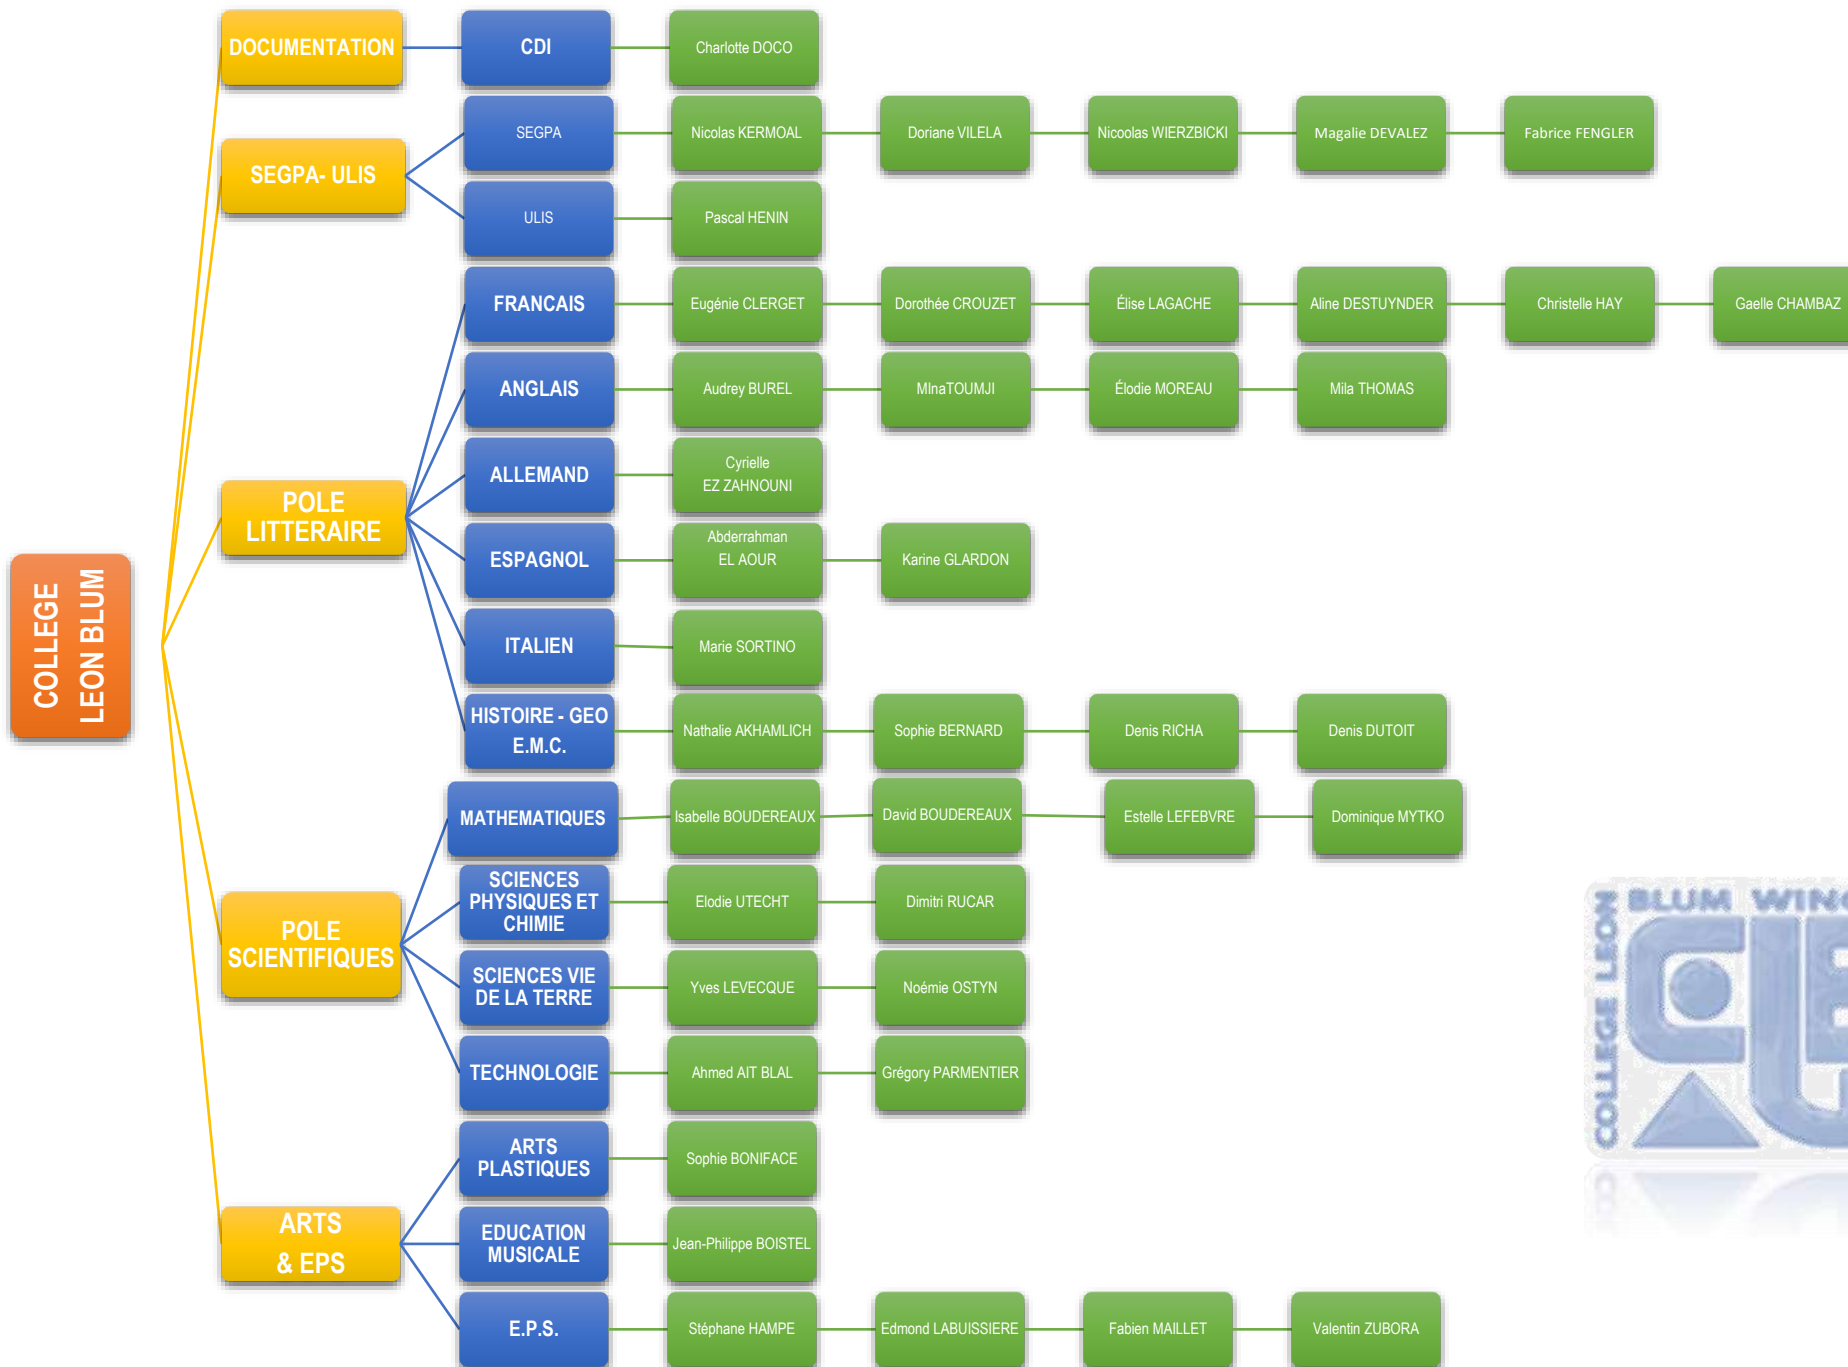 COLLEGE
LEON BLUM
DOCUMENTATION
CDI
Charlotte DOCO
SEGPA- ULIS
SEGPA
Nicolas KERMOAL
Doriane VILELA
Nicoolas WIERZBICKI
Magalie DEVALEZ
Fabrice FENGLER
ULIS
Pascal HENIN
POLE
LITTERAIRE
FRANCAIS
Eugénie CLERGET
Dorothée CROUZET
Élise LAGACHE
Aline DESTUYNDER
Christelle HAY
Gaelle CHAMBAZ
ANGLAIS
Audrey BUREL
MInaTOUMJI
Élodie MOREAU
Mila THOMAS
ALLEMAND
Cyrielle
EZ ZAHNOUNI
ESPAGNOL
Abderrahman
EL AOUR
Karine GLARDON
ITALIEN
Marie SORTINO
HISTOIRE - GEO
E.M.C.
Nathalie AKHAMLICH
Sophie BERNARD
Denis RICHA
Denis DUTOIT
POLE
SCIENTIFIQUES
MATHEMATIQUES
Isabelle BOUDEREAUX
David BOUDEREAUX
Estelle LEFEBVRE
Dominique MYTKO
SCIENCES
PHYSIQUES ET
CHIMIE
Elodie UTECHT
Dimitri RUCAR
SCIENCES VIE
DE LA TERRE
Yves LEVECQUE
Noémie OSTYN
TECHNOLOGIE
Ahmed AIT BLAL
Grégory PARMENTIER
ARTS
& EPS
ARTS
PLASTIQUES
Sophie BONIFACE
EDUCATION
MUSICALE
Jean-Philippe BOISTEL
E.P.S.
Stéphane HAMPE
Edmond LABUISSIERE
Fabien MAILLET
Valentin ZUBORA
COLLEGE LEON
BLUM